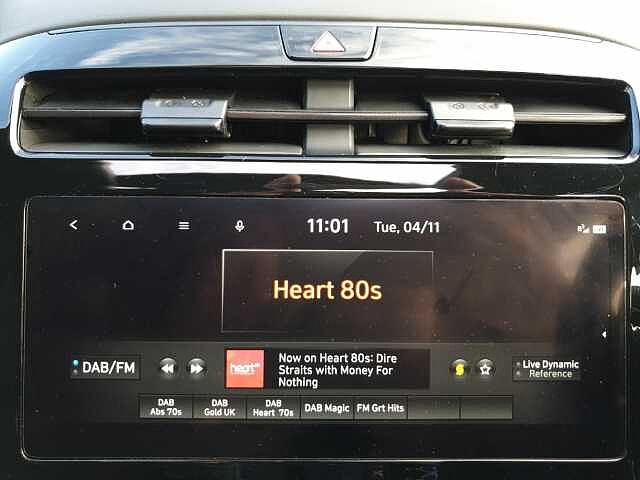 11:01 Tue, 04/11
Heart 80s
DAB/FM
heart
Now on Heart 80s: Dire
Straits with Money For
Nothing
Live Dynamic
Reference
DAB
Abs 70s
DAB
Gold UK
DAB
Heart 70s
DAB Magic
FM Grt Hits